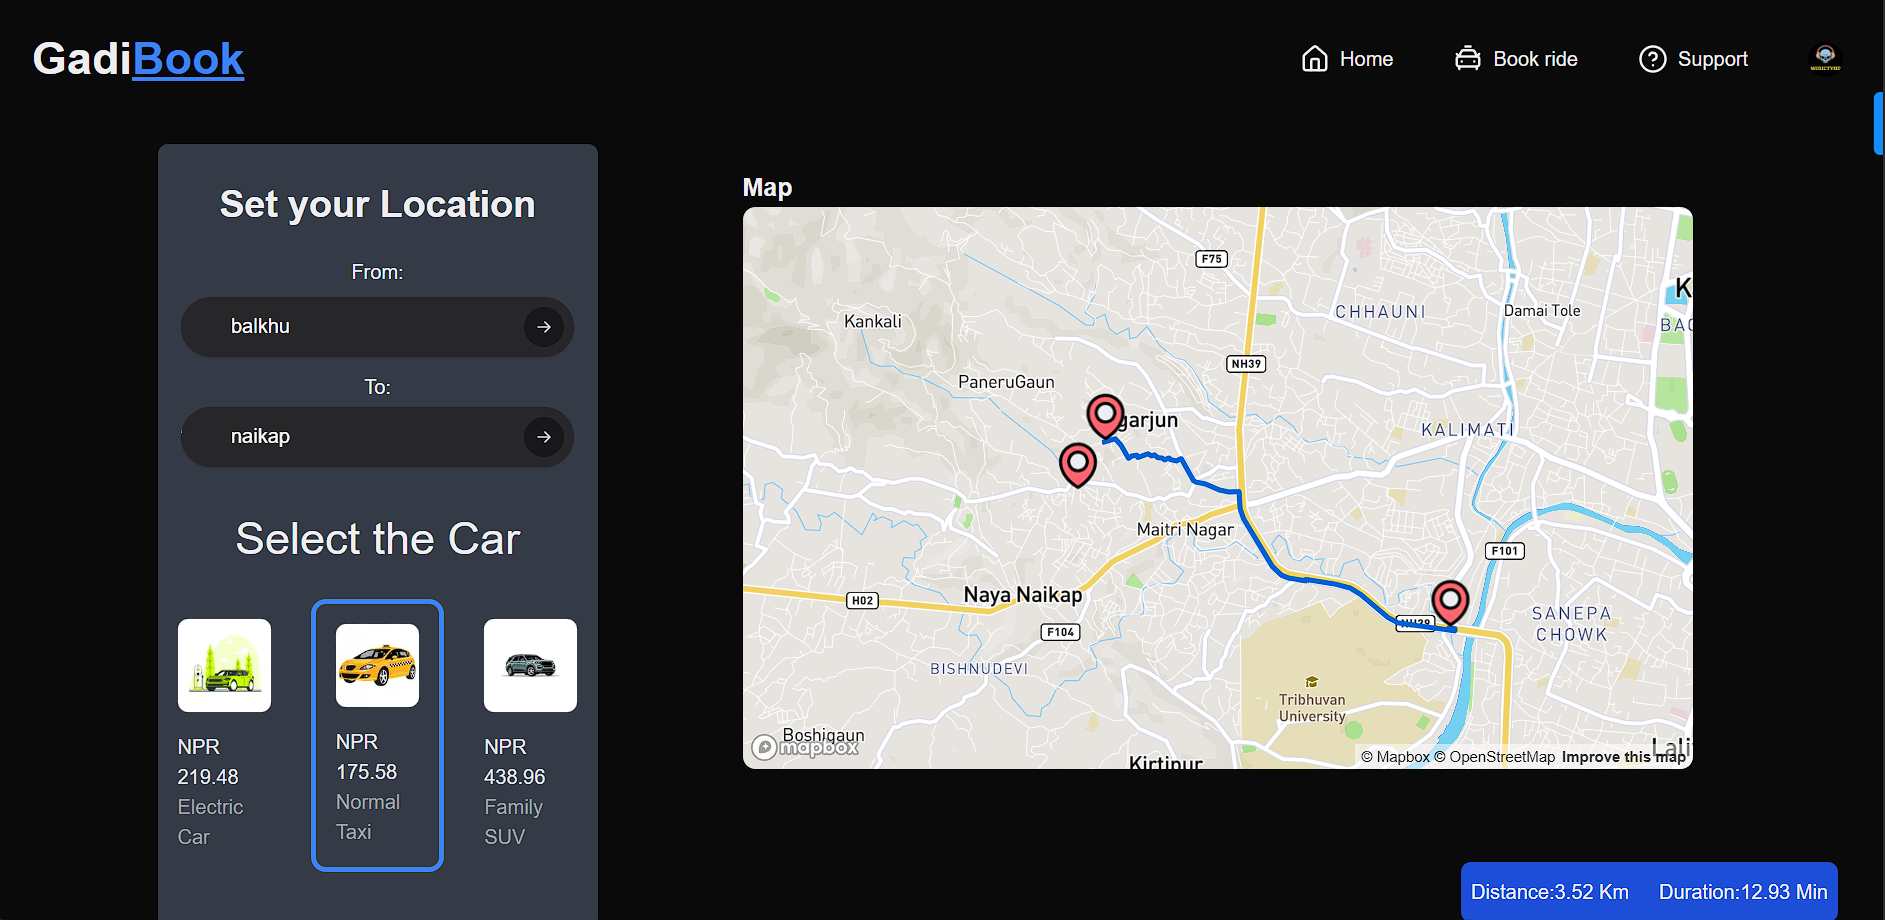 GadiBook
Home
Book ride
Support
Set your Location
From:
balkhu
To:
naikap
Select the Car
NPR
219.48
Electric
Car
NPR
175.58
Normal
Taxi
NPR
438.96
Family
SUV
Map
F75
CHHAUNI
Damai Tole
Kankali
NH39
PaneruGaun
garjun
KALIMATI
Maitri Nagar
F101
Naya Naikap
H02
F104
SANEPA
CHOWK
BISHNUDEVI
Tribhuvan
University
Boshigaun
mapbox
Kirtipur
Lali
© Mapbox © OpenStreetMap Improve this map
Distance:3.52 Km
Duration:12.93 Min